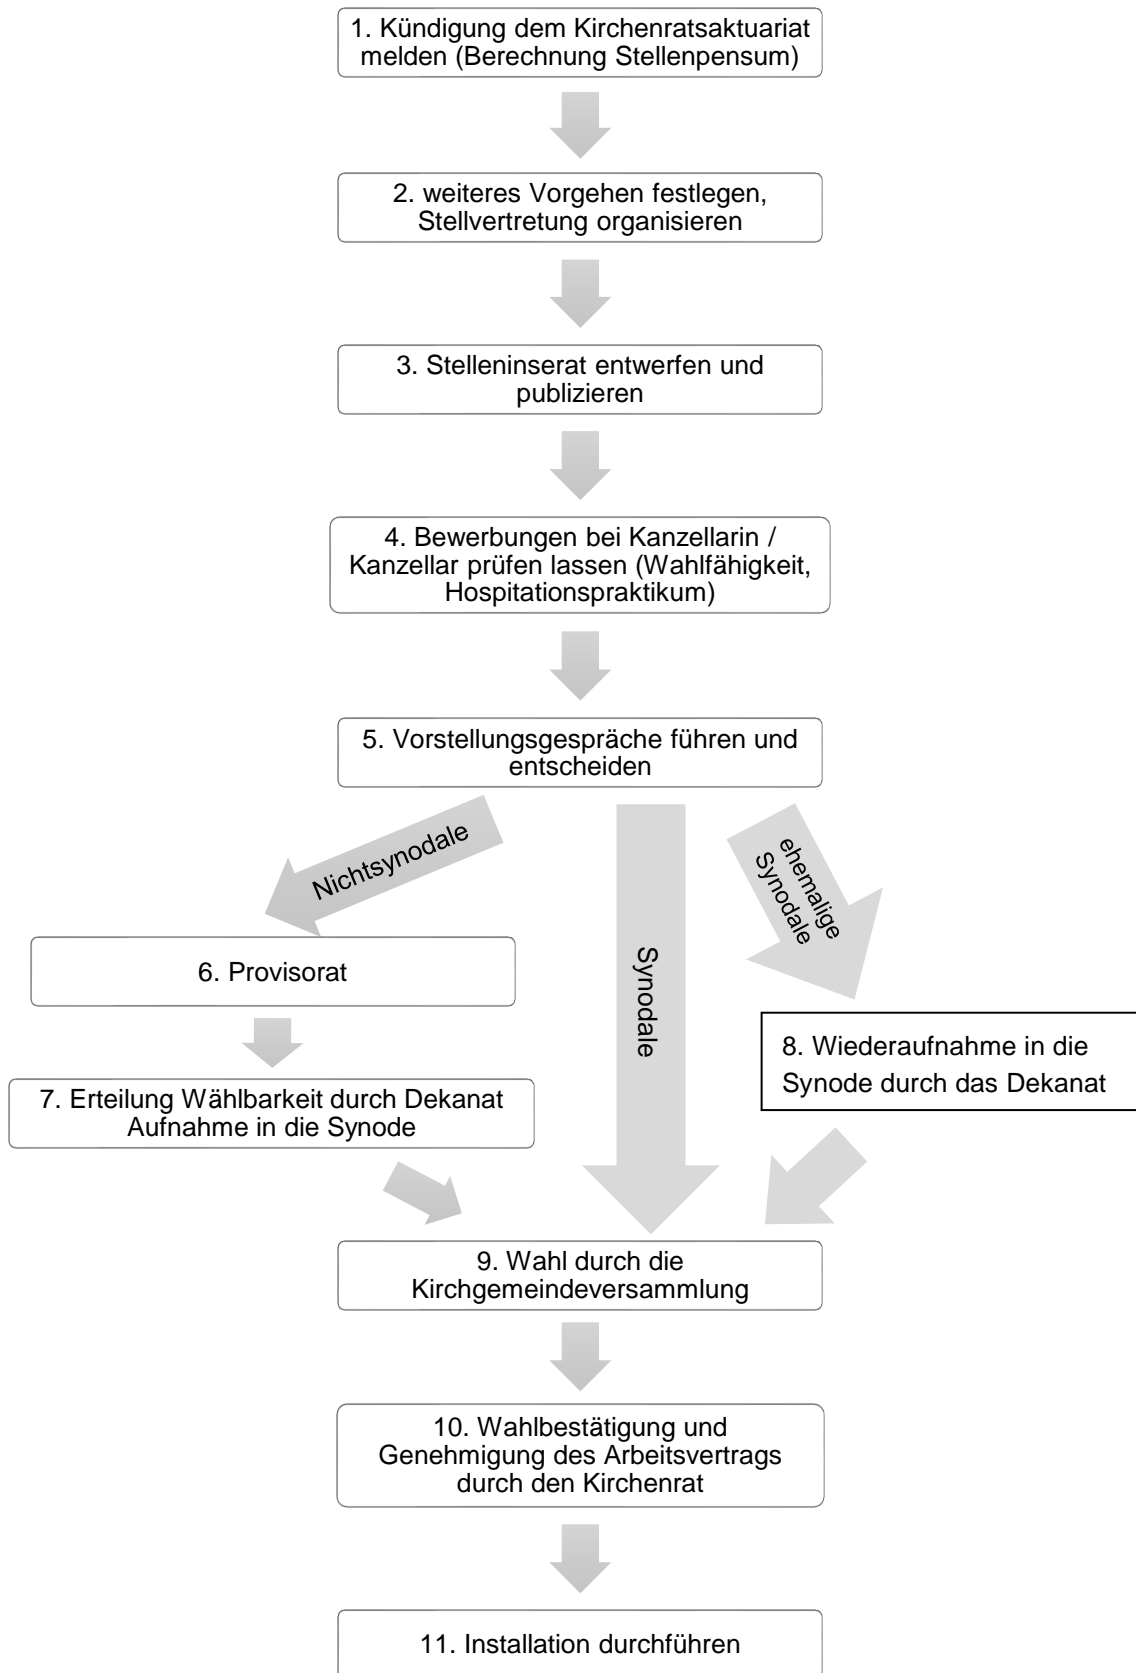 1. Kündigung dem Kirchenratsaktuariat
melden (Berechnung Stellenpensum)
2. weiteres Vorgehen festlegen,
Stellvertretung organisieren
3. Stelleninserat entwerfen und
publizieren
4. Bewerbungen bei Kanzellarin /
Kanzellar prüfen lassen (Wahlfähigkeit,
Hospitationspraktikum)
5. Vorstellungsgespräche führen und
entscheiden
Nichtsynodale
Synodale
ehemalige
Synodale
6. Provisorat
7. Erteilung Wählbarkeit durch Dekanat
Aufnahme in die Synode
8. Wiederaufnahme in die
Synode durch das Dekanat
9. Wahl durch die
Kirchgemeindeversammlung
10. Wahlbestätigung und
Genehmigung des Arbeitsvertrags
durch den Kirchenrat
11. Installation durchführen